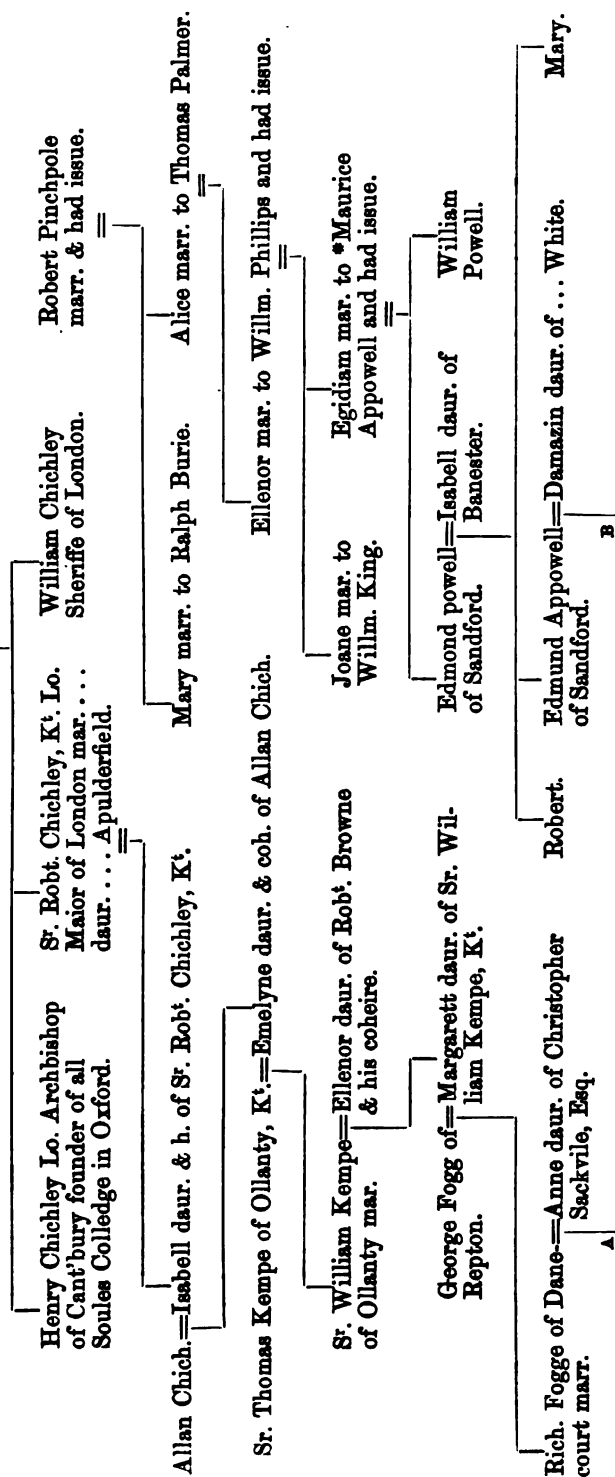 Henry Chichley Lo. Archbishop
of Cant'bury founder of all
Soules Colledge in Oxford.
Sr. Robt. Chichley, Kt. Lo.
Maior of London mar....
daur.... Apulderfield.
William Chichley
Sheriffe of London.
Robert Pinchpole
marr. & had issue.
Allan Chich.=Isabell daur. & h. of Sr. Robt. Chichley, Kt.
Mary marr. to Ralph Burie.
Alice marr. to Thomas Palmer.
Sr. Thomas Kempe of Ollanty, Kt.=Emelyne daur. & coh. of Allan Chich.
Ellenor mar. to Willm. Phillips and had issue.
Sr. William Kempe=Ellenor daur. of Robt. Browne
of Ollanty mar. & his coheire.
Joane mar. to
Willm. King.
Egidiam mar. to *Maurice
Appowell and had issue.
George Fogg of=Margarett daur. of Sr. Wil-
Repton. liam Kempe, Kt.
Edmond powell=Isabell daur. of
of Sandford. Banester.
William
Powell.
Rich. Fogge of Dane-=Anne daur. of Christopher
court marr. Sackvile, Esq.
A
Robert.
Edmund Appowell=Damazin daur. of ... White.
of Sandford.
B
Mary.